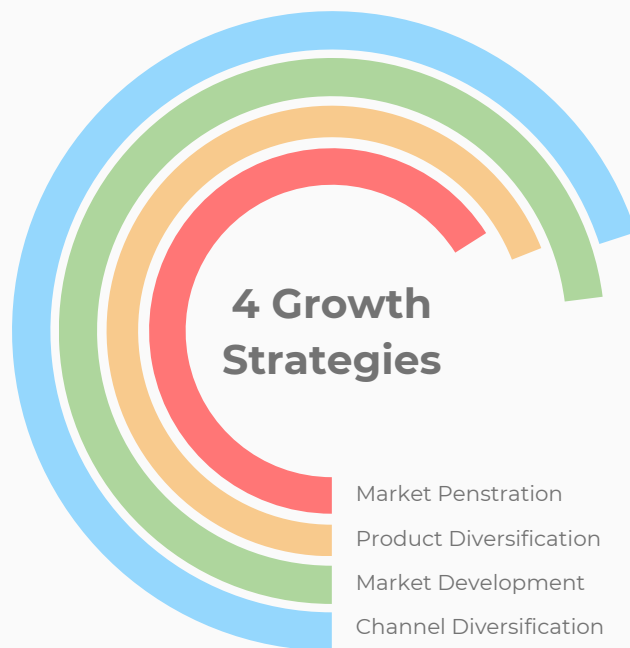 4 Growth
Strategies
Market Penstration
Product Diversification
Market Development
Channel Diversification